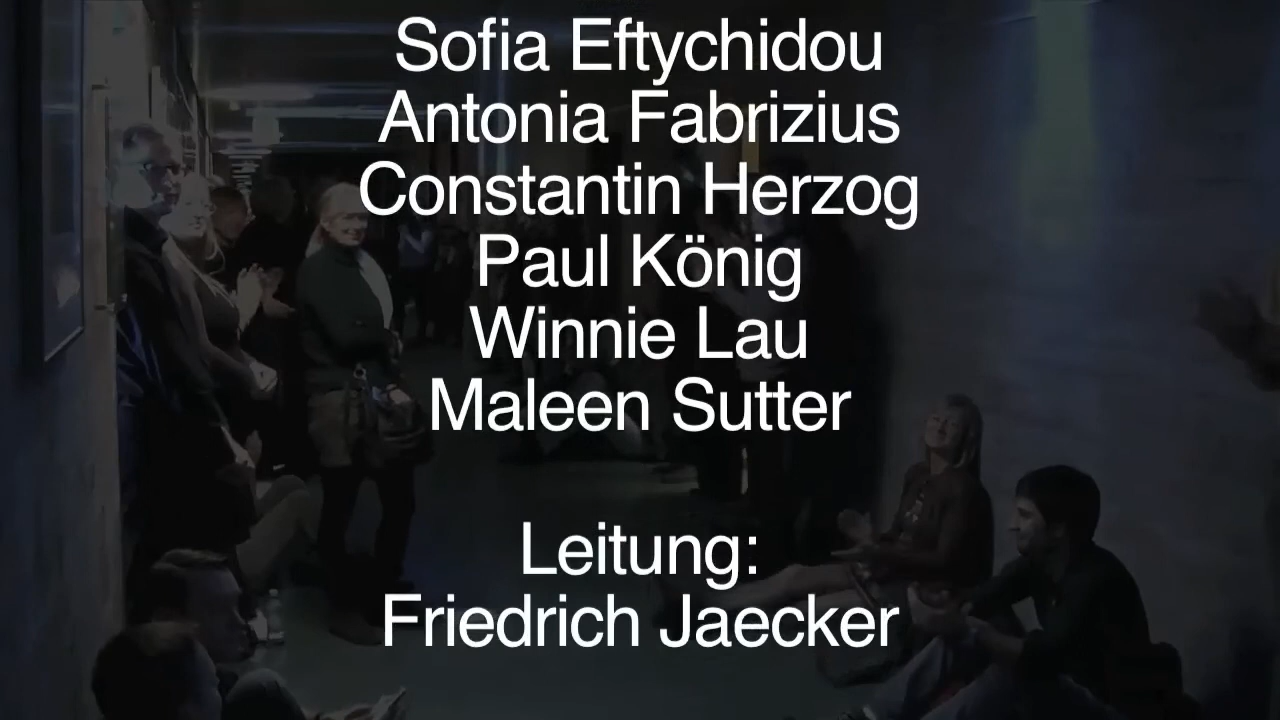 Sofia Eftychidou
Antonia Fabrizius
Constantin Herzog
Paul König
Winnie Lau
Maleen Sutter
Leitung:
Friedrich Jaecker